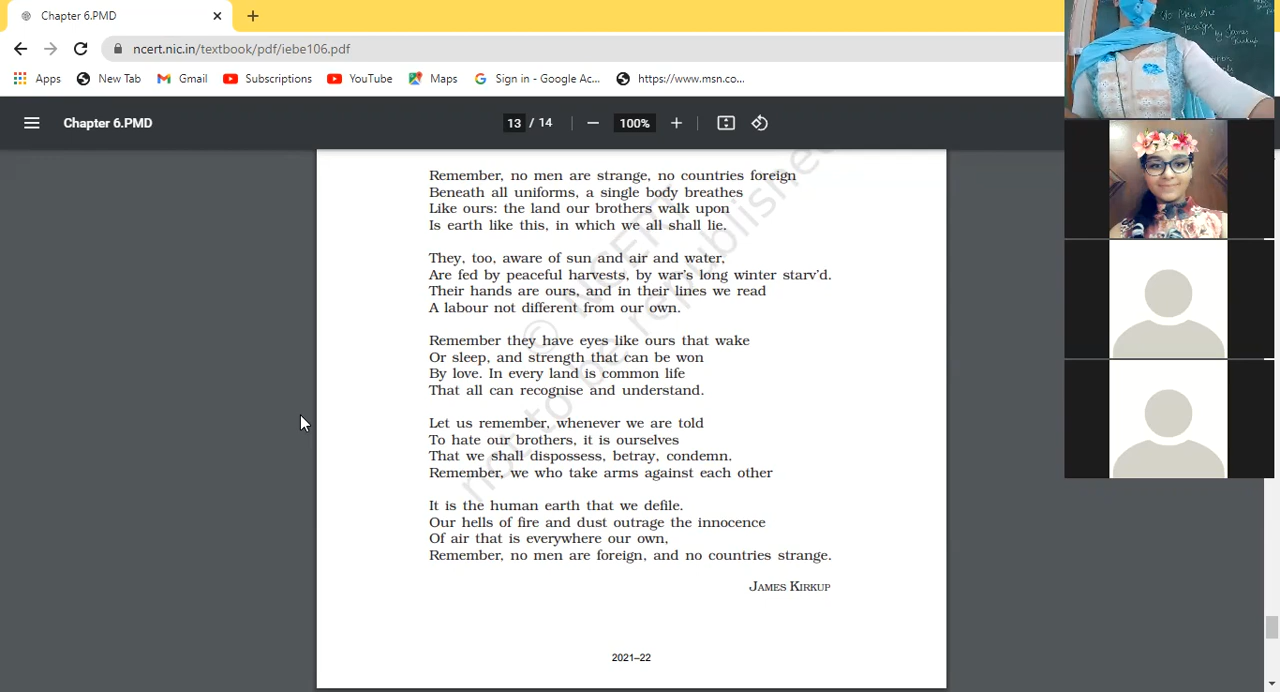 Chapter 6.PMD
ncert.nic.in/textbook/pdf/iebe106.pdf
Apps New Tab Gmail Subscriptions YouTube Maps Sign in - Google Ac... https://www.msn.co...
Chapter 6.PMD 13 / 14 100%
Remember, no men are strange, no countries foreign
Beneath all uniforms, a single body breathes
Like ours: the land our brothers walk upon
Is earth like this, in which we all shall lie.
They, too, aware of sun and air and water,
Are fed by peaceful harvests, by war's long winter starv'd.
Their hands are ours, and in their lines we read
A labour not different from our own.
Remember they have eyes like ours that wake
Or sleep, and strength that can be won
By love. In every land is common life
That all can recognise and understand.
Let us remember, whenever we are told
To hate our brothers, it is ourselves
That we shall dispossess, betray, condemn.
Remember, we who take arms against each other
It is the human earth that we defile.
Our hells of fire and dust outrage the innocence
Of air that is everywhere our own,
Remember, no men are foreign, and no countries strange.
JAMES KIRKUP
2021–22
© NCERT
not to be republished
foreign
by James
Kirkup